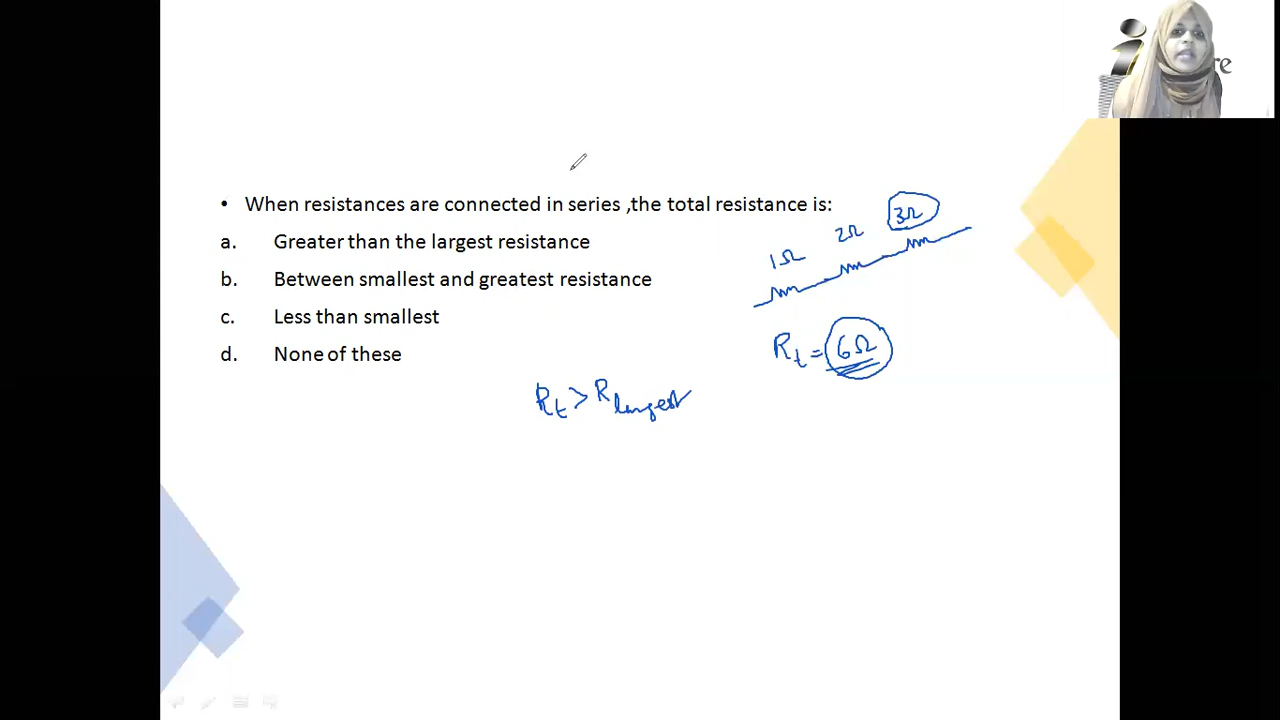 • When resistances are connected in series ,the total resistance is:
a. Greater than the largest resistance
b. Between smallest and greatest resistance
c. Less than smallest
d. None of these
1Ω 2Ω 3Ω
Rt = 6Ω
Rt > R largest